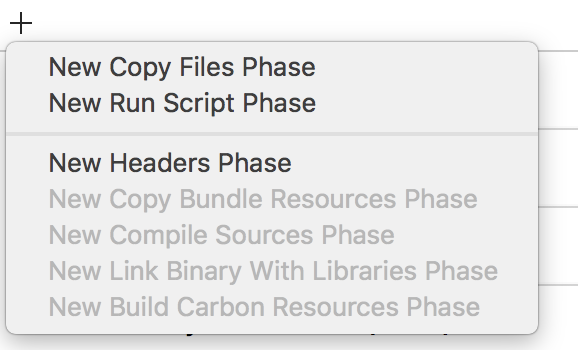 New Copy Files Phase
New Run Script Phase
New Headers Phase
New Copy Bundle Resources Phase
New Compile Sources Phase
New Link Binary With Libraries Phase
New Build Carbon Resources Phase